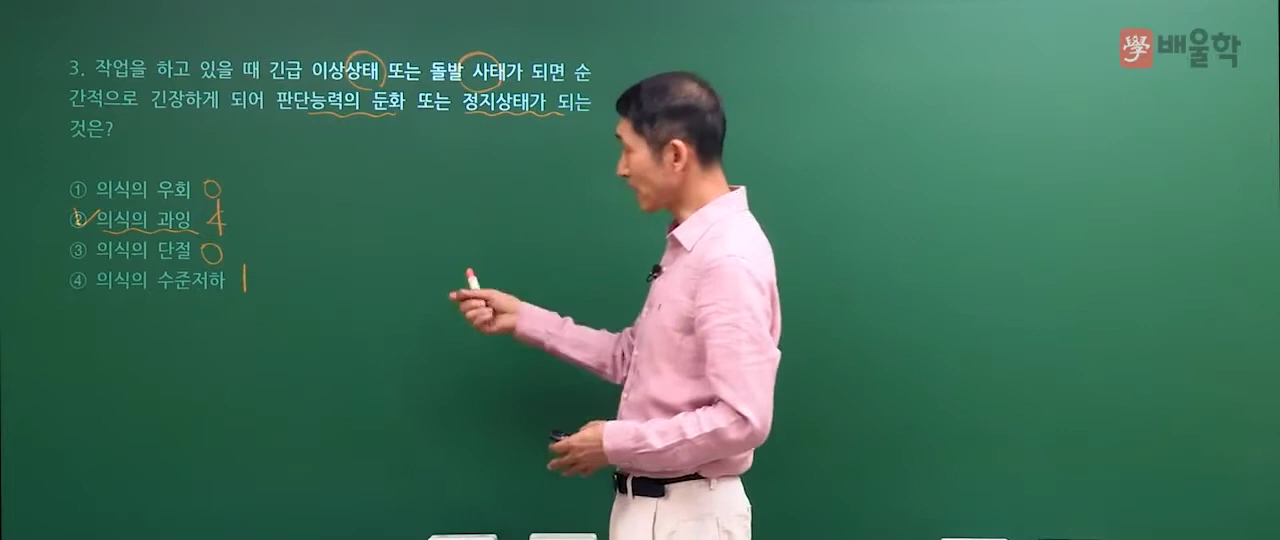 學 배울학
3. 작업을 하고 있을 때 긴급 이상상태 또는 돌발 사태가 되면 순
간적으로 긴장하게 되어 판단능력의 둔화 또는 정지상태가 되는
것은?
① 의식의 우회 0
② 의식의 과잉 4
③ 의식의 단절 0
④ 의식의 수준저하 1